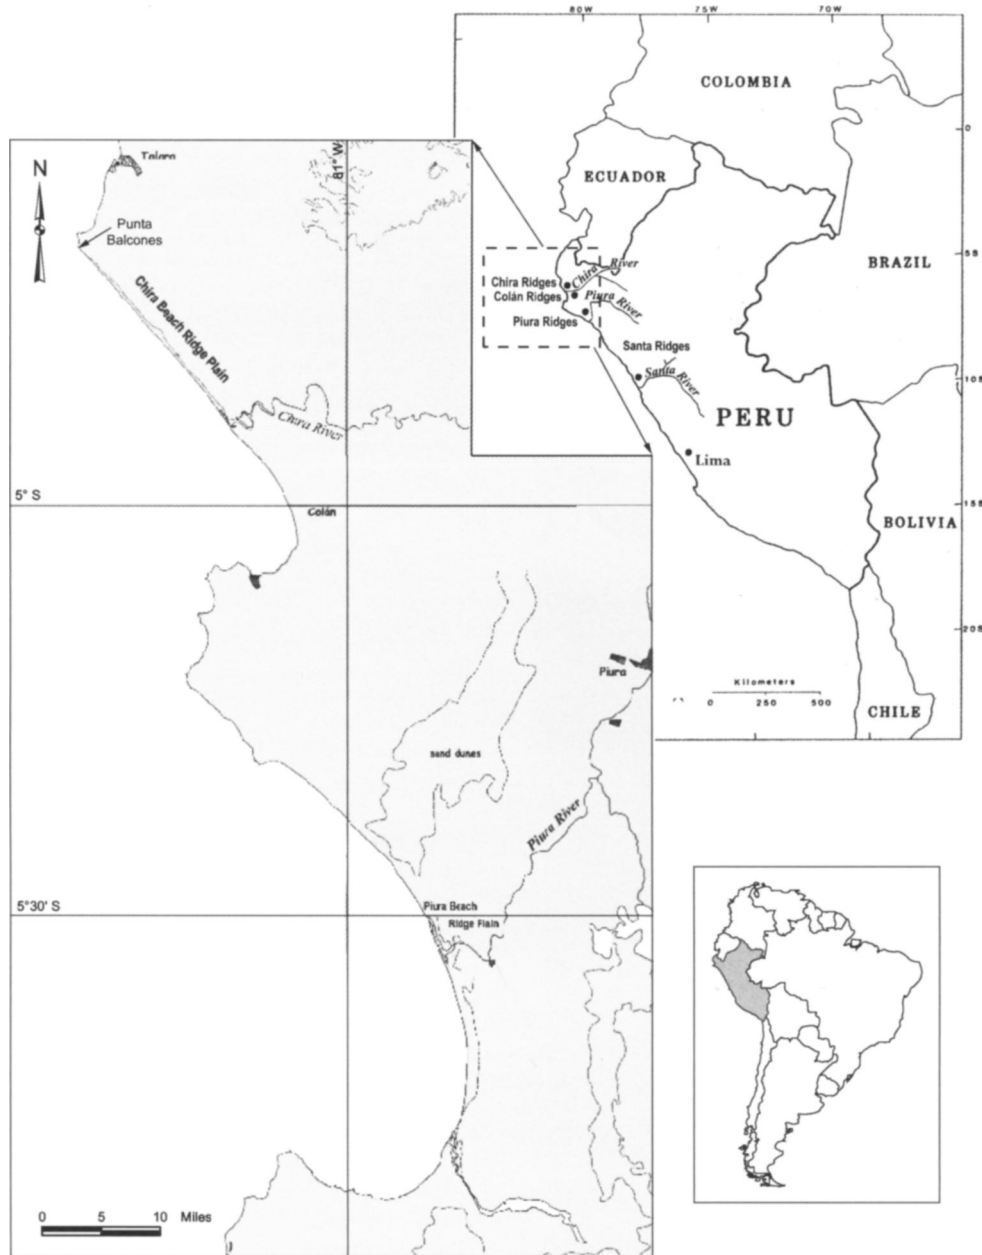 80W
75W
70W
COLOMBIA
0
ECUADOR
5S
BRAZIL
Chira River
Chira Ridges
Colán Ridges
Piura River
Piura Ridges
Santa Ridges
Santa River
10S
PERU
Lima
15S
BOLIVIA
20S
Kilometers
0 250 500
CHILE
N
81° W
Punta
Balcones
Chira Beach Ridge Plain
Chira River
5° S
Colán
Piura
sand dunes
Piura River
5°30' S
Piura Beach
Ridge Plain
0 5 10 Miles